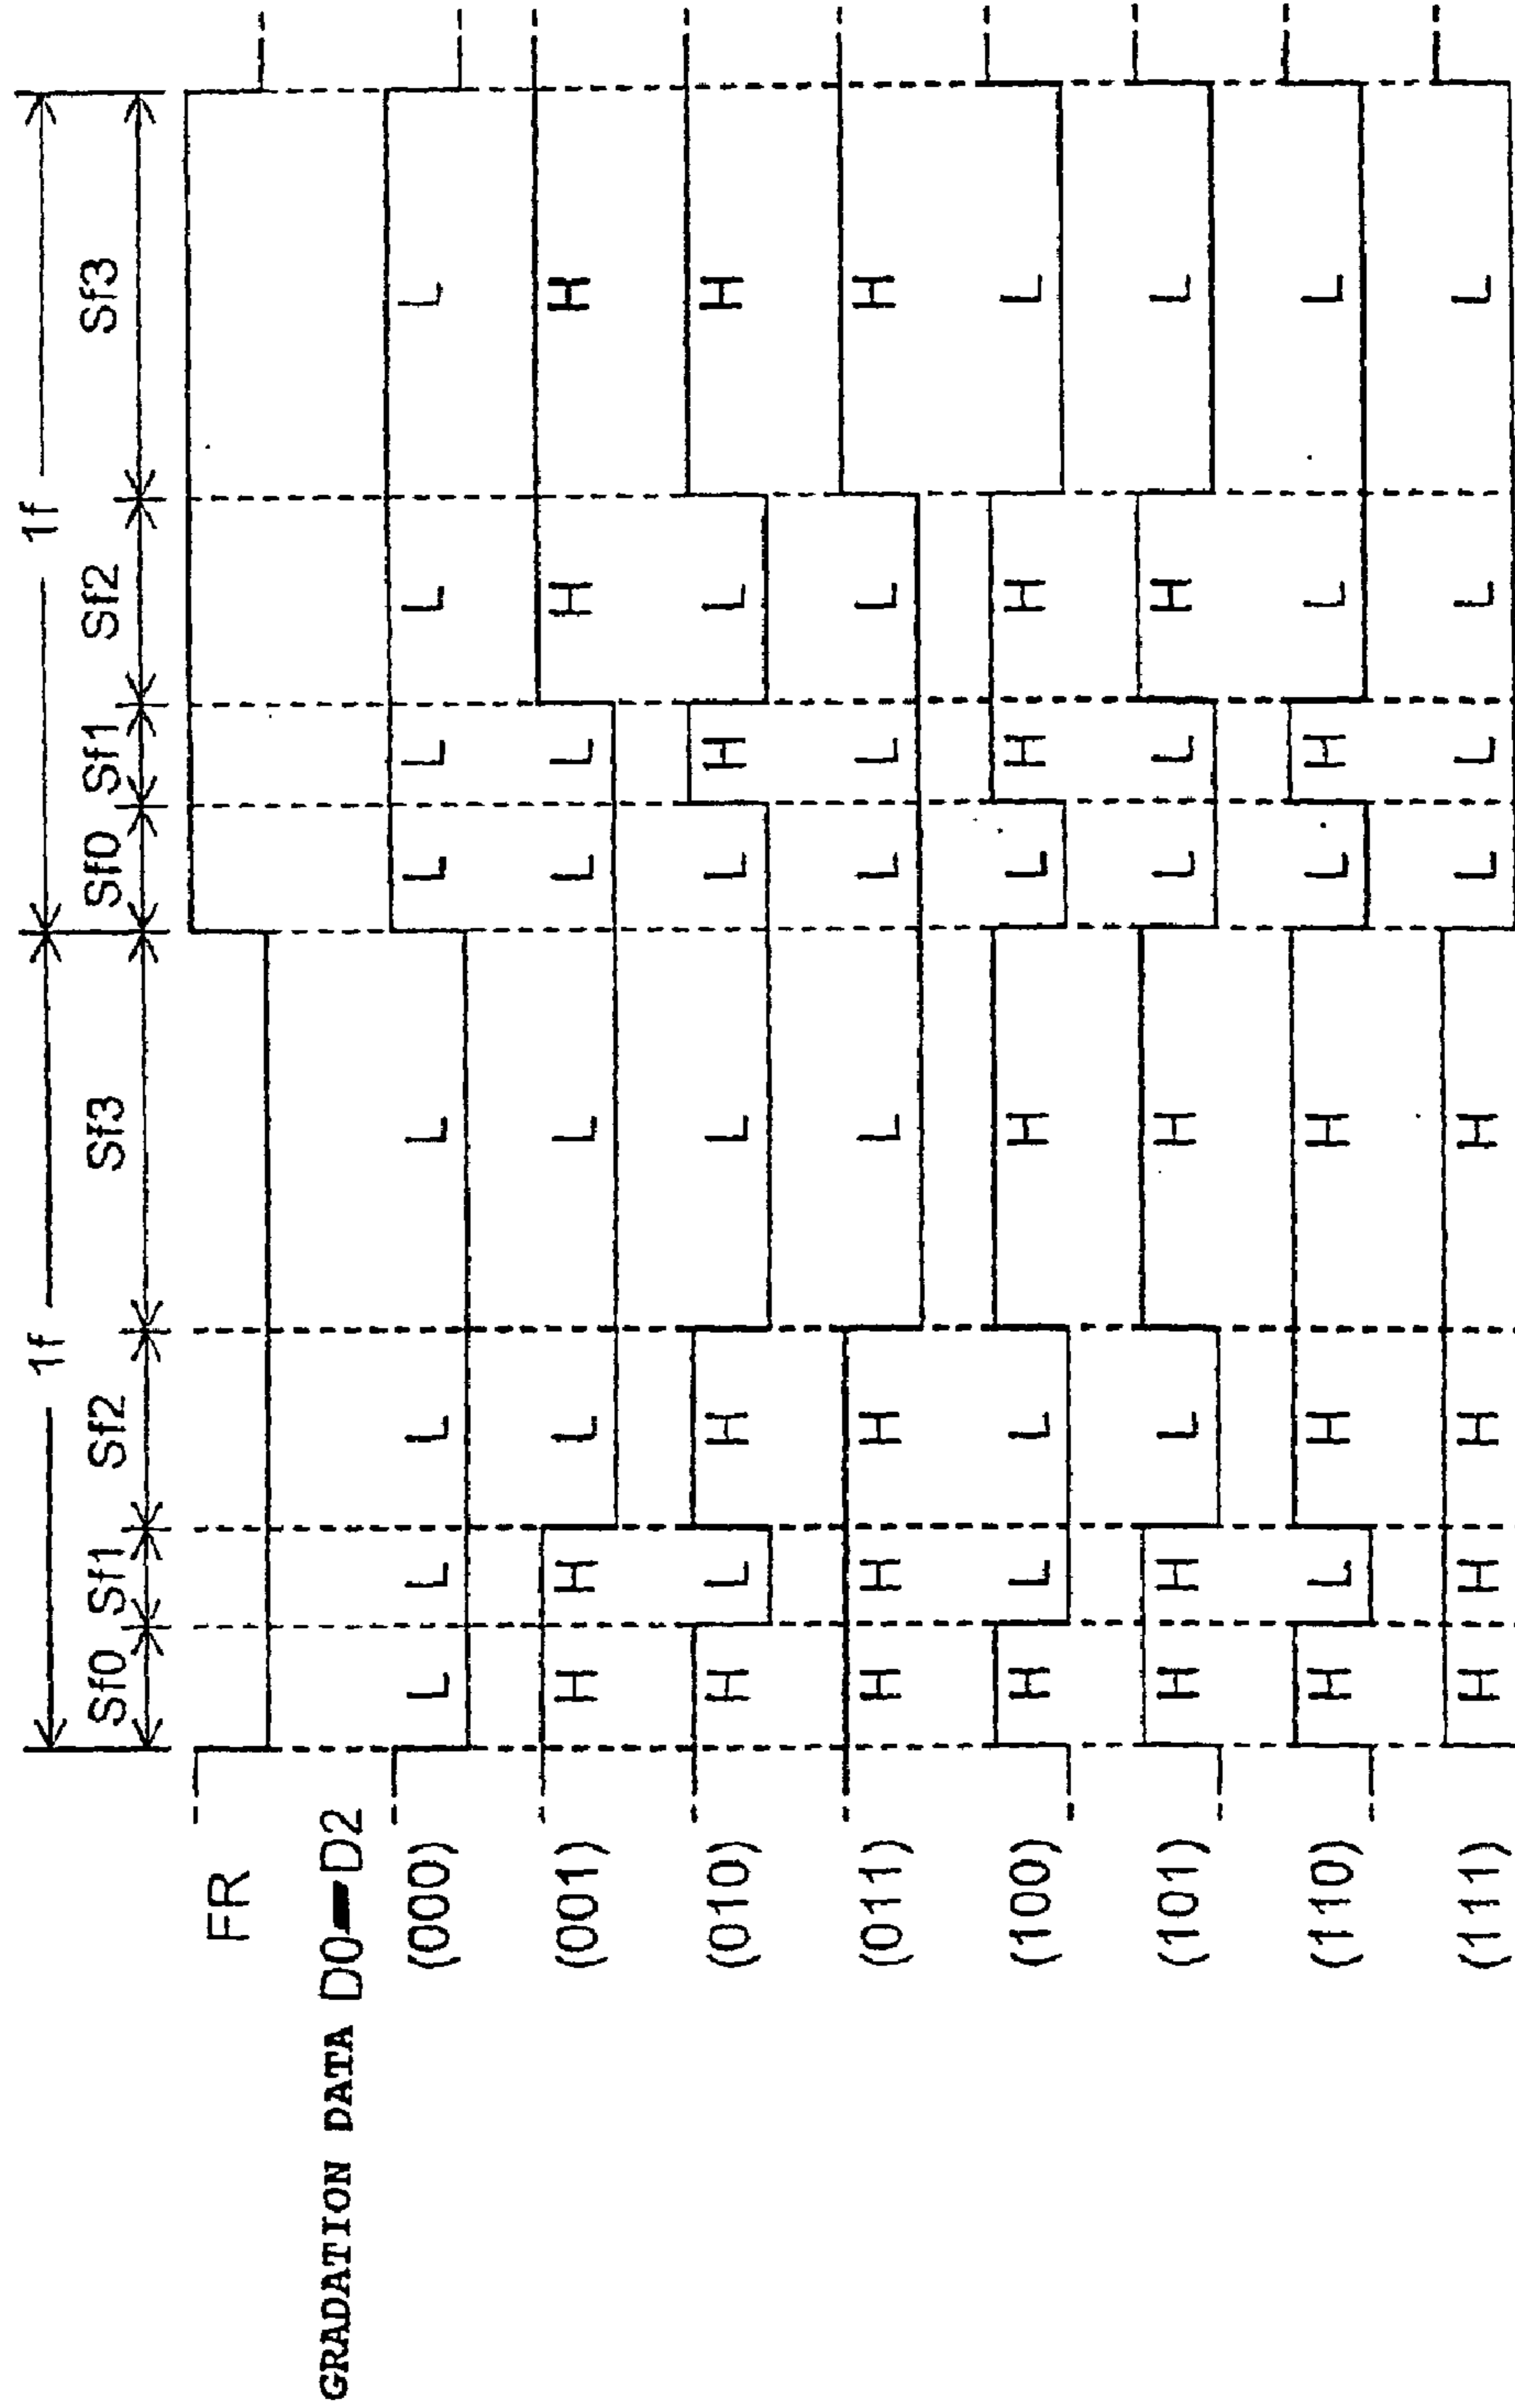 1f 1f
Sf0 Sf1 Sf2 Sf3 Sf0 Sf1 Sf2 Sf3
FR
GRADATION DATA D0–D2
(000) L L L L L L L L
(001) H H L L L L H H
(010) H L H L L H L H
(011) H H H L L L L H
(100) H L L H L H H L
(101) H H L H L L H L
(110) H L H H L H L L
(111) H H H H L L L L